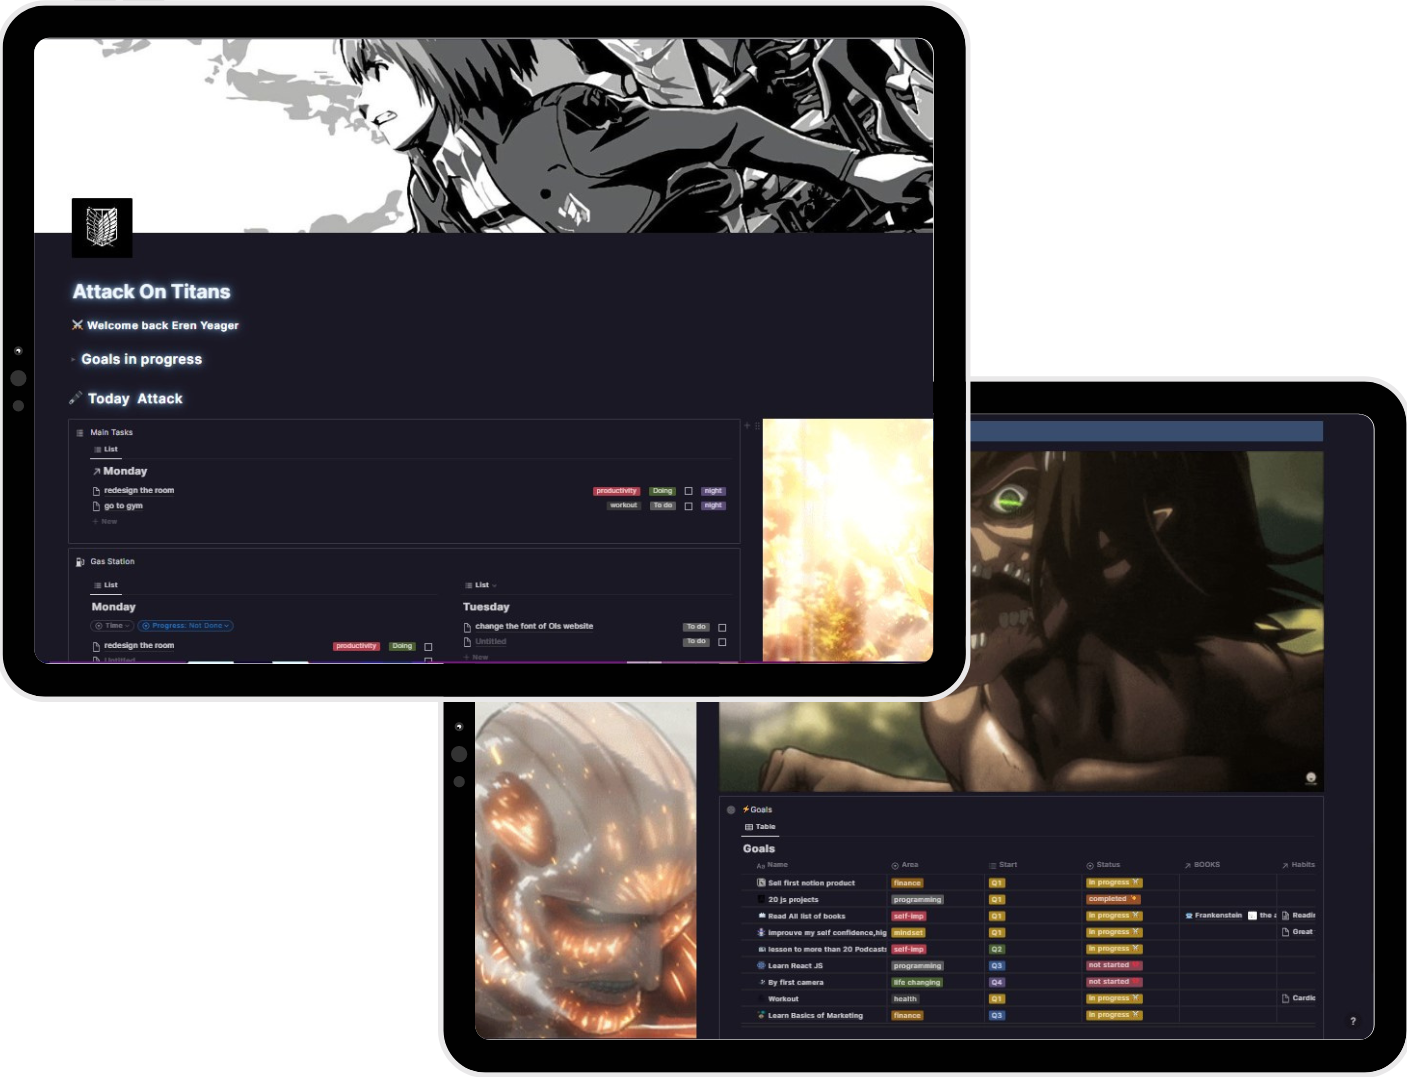 Attack On Titans
Welcome back Eren Yeager
Goals in progress
Today Attack
Main Tasks
List
Monday
redesign the room productivity Doing night
go to gym workout To do night
+ New
Gas Station
List
Monday
Time Progress: Not Done
redesign the room productivity Doing
Untitled
List
Tuesday
change the font of OIs website To do
Untitled To do
+ New
Goals
Table
Goals
Aa Name Area Start Status BOOKS Habits
Sell first notion product finance Q1 In progress
20 js projects programming Q1 completed
Read All list of books self-imp Q1 In progress Frankenstein the a Readin
improuve my self confidence,hig mindset Q1 In progress Great
lesson to more than 20 Podcasts self-imp Q2 In progress
Learn React JS programming Q3 not started
By first camera life changing Q4 not started
Workout health Q1 In progress Cardio
Learn Basics of Marketing finance Q3 In progress
?